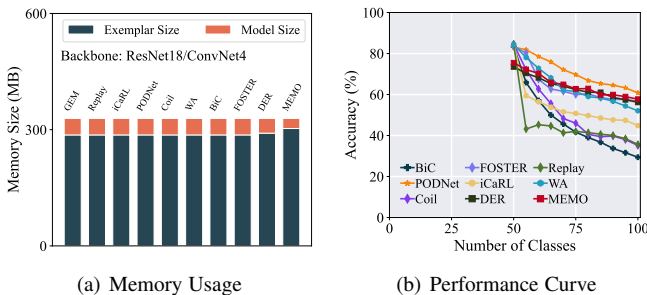 Exemplar Size
Model Size
Backbone: ResNet18/ConvNet4
Memory Size (MB)
600
300
0
GEM
Replay
iCaRL
PODNet
Coil
WA
BiC
FOSTER
DER
MEMO
(a) Memory Usage
Accuracy (%)
100
80
60
40
20
0
BiC
PODNet
Coil
FOSTER
iCaRL
DER
Replay
WA
MEMO
0
25
50
75
100
Number of Classes
(b) Performance Curve